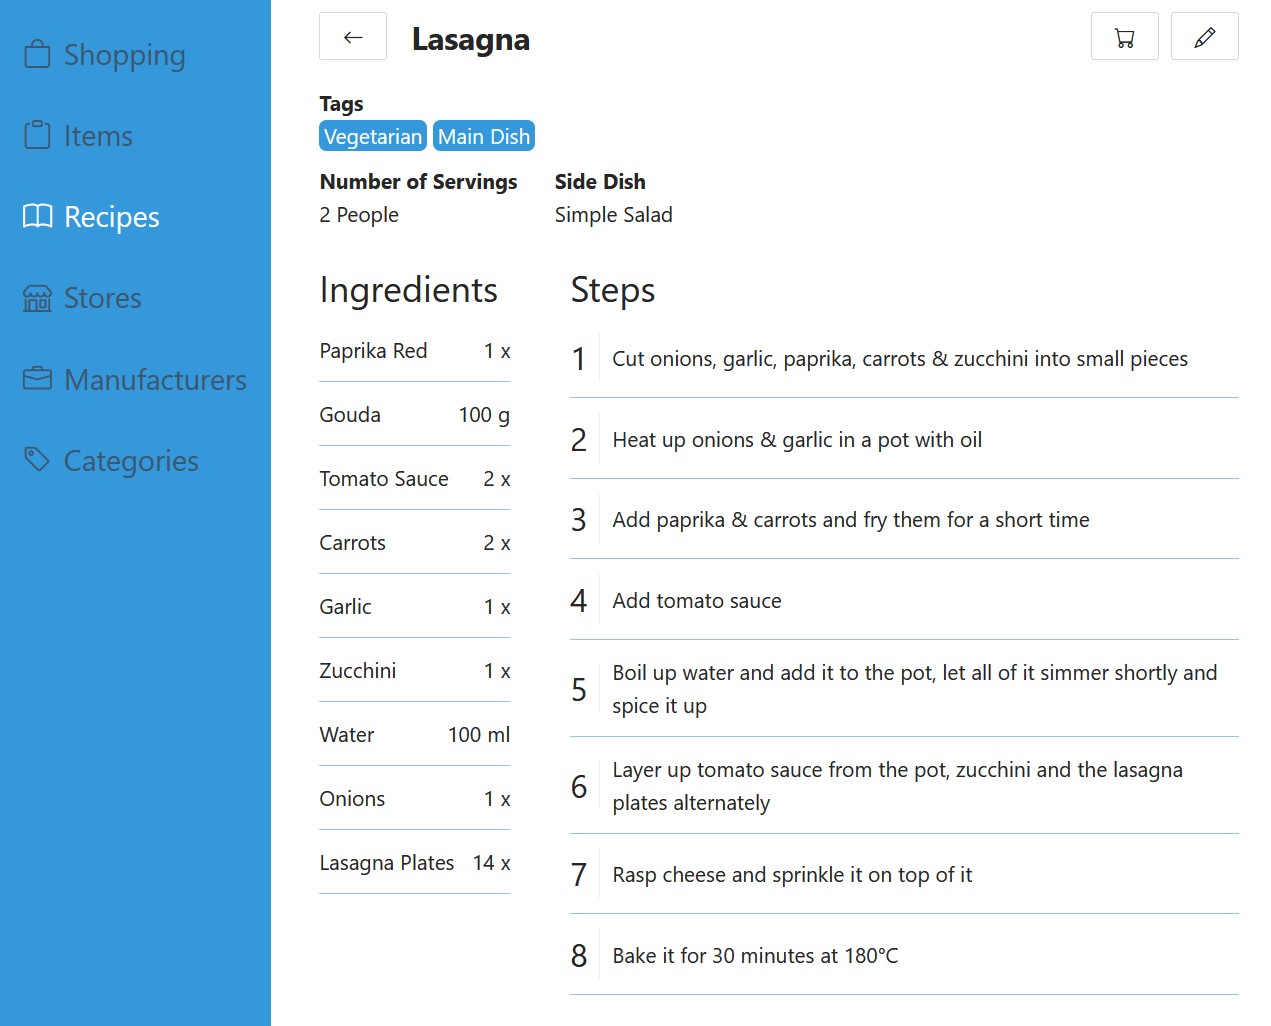 Shopping
Items
Recipes
Stores
Manufacturers
Categories
Lasagna
Tags
Vegetarian Main Dish
Number of Servings
2 People
Side Dish
Simple Salad
Ingredients
Paprika Red 1 x
Gouda 100 g
Tomato Sauce 2 x
Carrots 2 x
Garlic 1 x
Zucchini 1 x
Water 100 ml
Onions 1 x
Lasagna Plates 14 x
Steps
1 Cut onions, garlic, paprika, carrots & zucchini into small pieces
2 Heat up onions & garlic in a pot with oil
3 Add paprika & carrots and fry them for a short time
4 Add tomato sauce
5 Boil up water and add it to the pot, let all of it simmer shortly and
spice it up
6 Layer up tomato sauce from the pot, zucchini and the lasagna
plates alternately
7 Rasp cheese and sprinkle it on top of it
8 Bake it for 30 minutes at 180°C